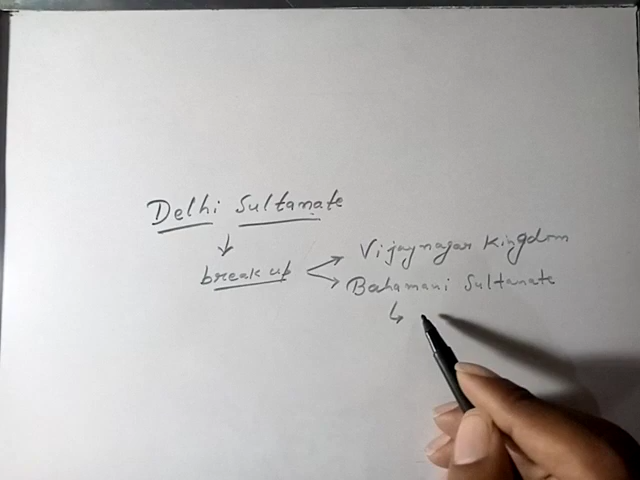 Delhi Sultanate
↓
break up
Vijaynagar Kingdom
Bahamani Sultanate
↳